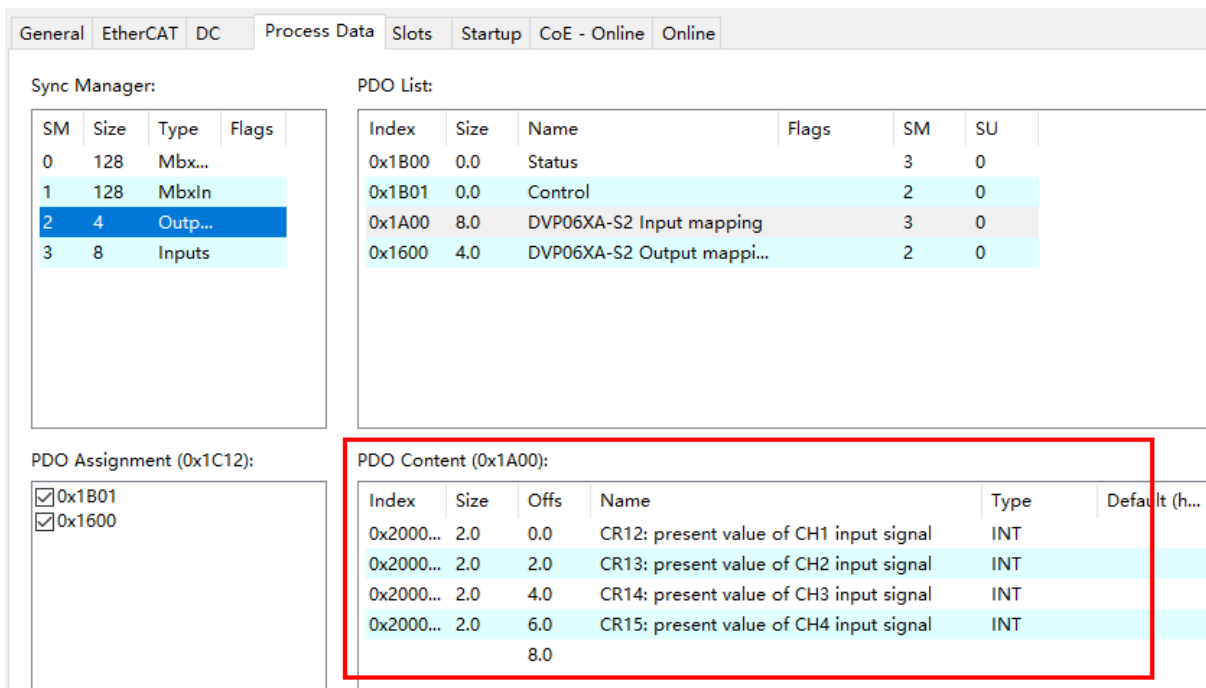 General EtherCAT DC Process Data Slots Startup CoE - Online Online
Sync Manager:
SM Size Type Flags
0 128 Mbx...
1 128 MbxIn
2 4 Outp...
3 8 Inputs
PDO List:
Index Size Name Flags SM SU
0x1B00 0.0 Status 3 0
0x1B01 0.0 Control 2 0
0x1A00 8.0 DVP06XA-S2 Input mapping 3 0
0x1600 4.0 DVP06XA-S2 Output mappi... 2 0
PDO Assignment (0x1C12):
0x1B01
0x1600
PDO Content (0x1A00):
Index Size Offs Name Type Default (h...
0x2000... 2.0 0.0 CR12: present value of CH1 input signal INT
0x2000... 2.0 2.0 CR13: present value of CH2 input signal INT
0x2000... 2.0 4.0 CR14: present value of CH3 input signal INT
0x2000... 2.0 6.0 CR15: present value of CH4 input signal INT
8.0